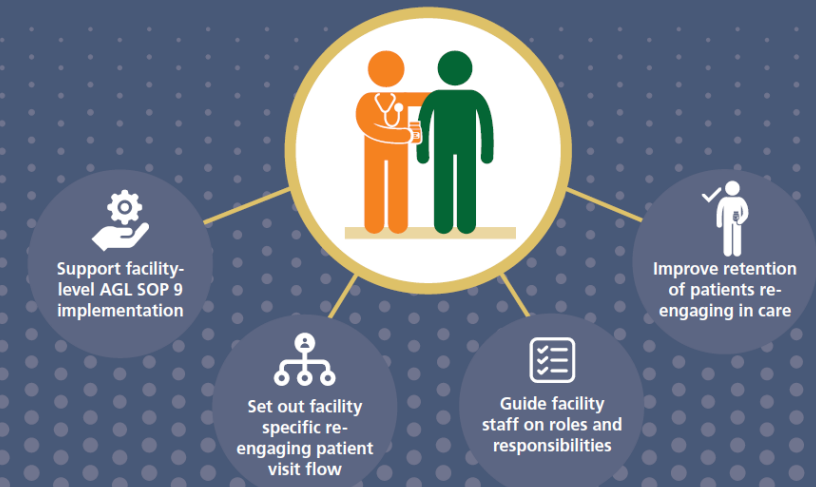 Support facility-
level AGL SOP 9
implementation
Set out facility
specific re-
engaging patient
visit flow
Guide facility
staff on roles and
responsibilities
Improve retention
of patients re-
engaging in care